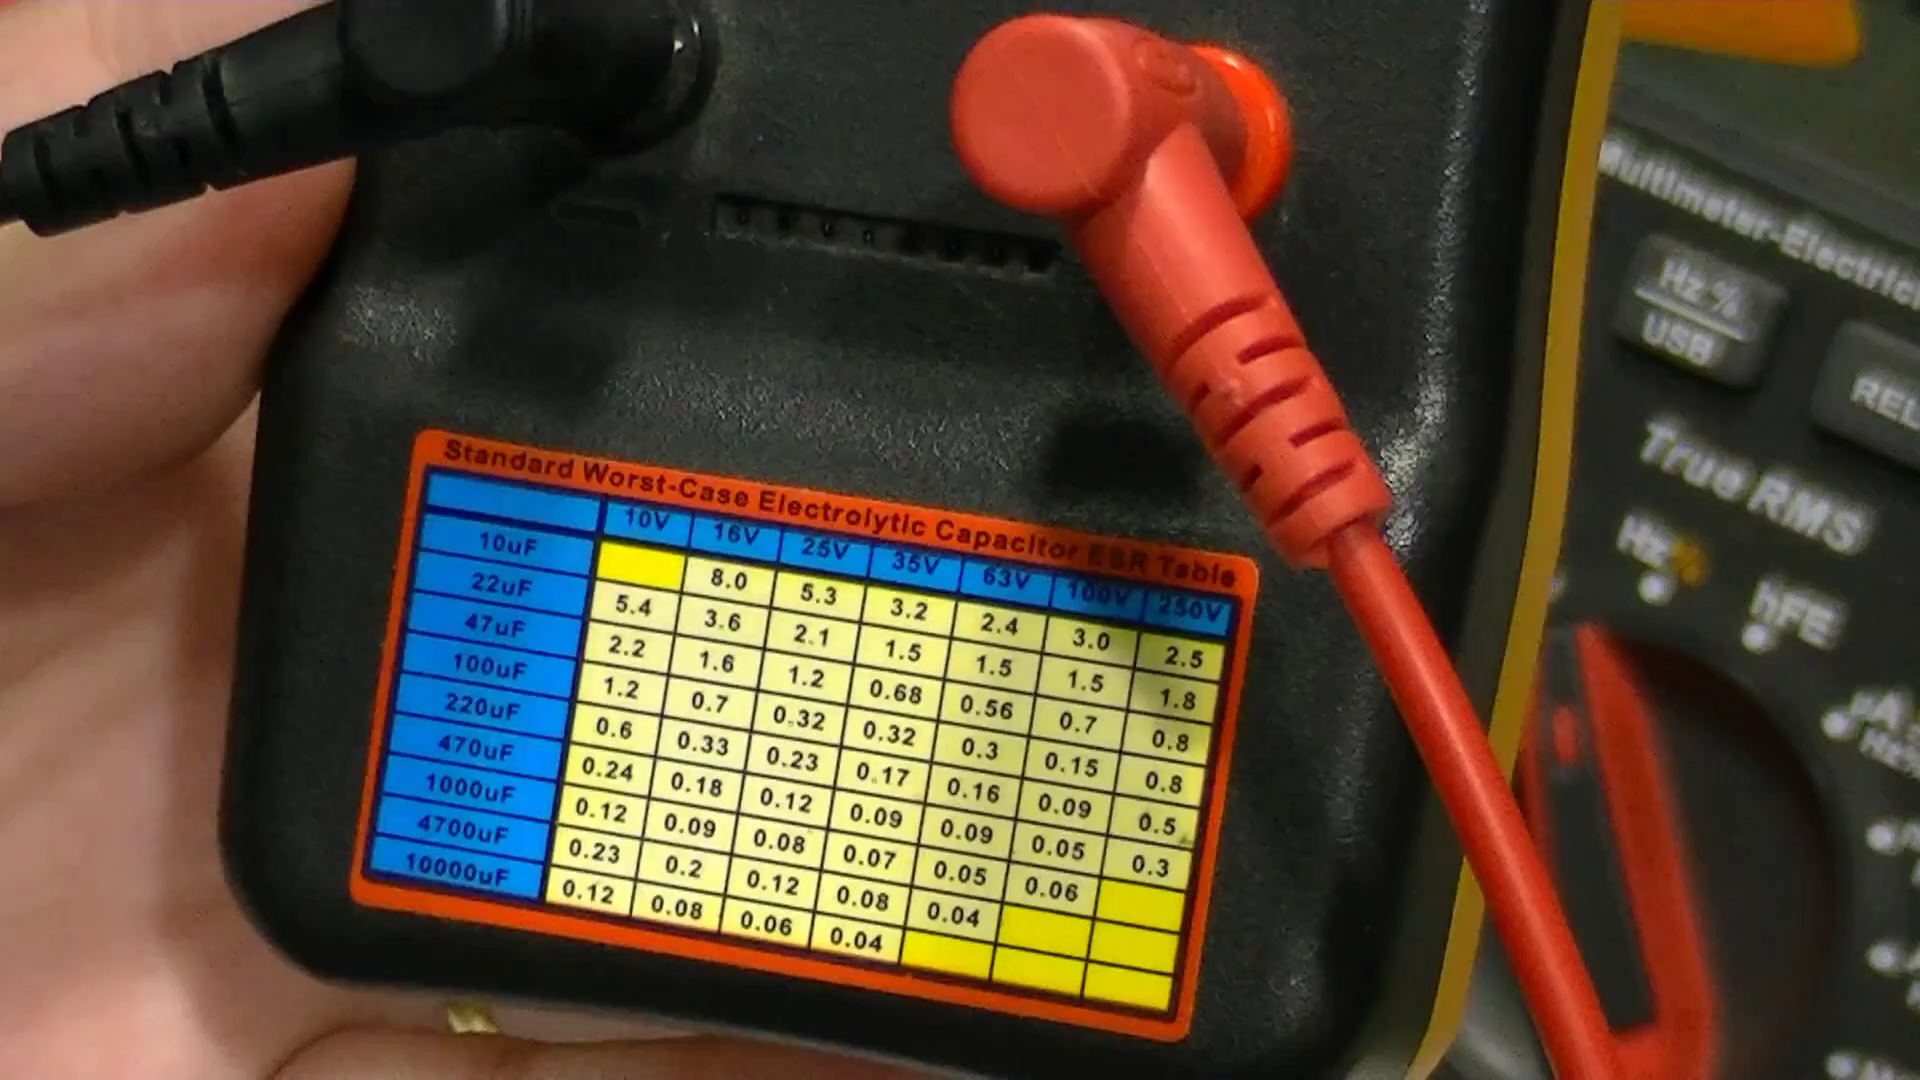 Standard Worst-Case Electrolytic Capacitor ESR Table
10V 16V 25V 35V 63V 100V 250V
10uF 8.0 5.3 3.2 2.4 3.0 2.5
22uF 5.4 3.6 2.1 1.5 1.5 1.5 1.8
47uF 2.2 1.6 1.2 0.68 0.56 0.7 0.8
100uF 1.2 0.7 0.32 0.32 0.3 0.15 0.8
220uF 0.6 0.33 0.23 0.17 0.16 0.09 0.5
470uF 0.24 0.18 0.12 0.09 0.09 0.05 0.3
1000uF 0.12 0.09 0.08 0.07 0.05 0.06
4700uF 0.23 0.2 0.12 0.08 0.04
10000uF 0.12 0.08 0.06 0.04
Multimeter-Electric
Hz %
USB
REL
True RMS
Hz%
hFE